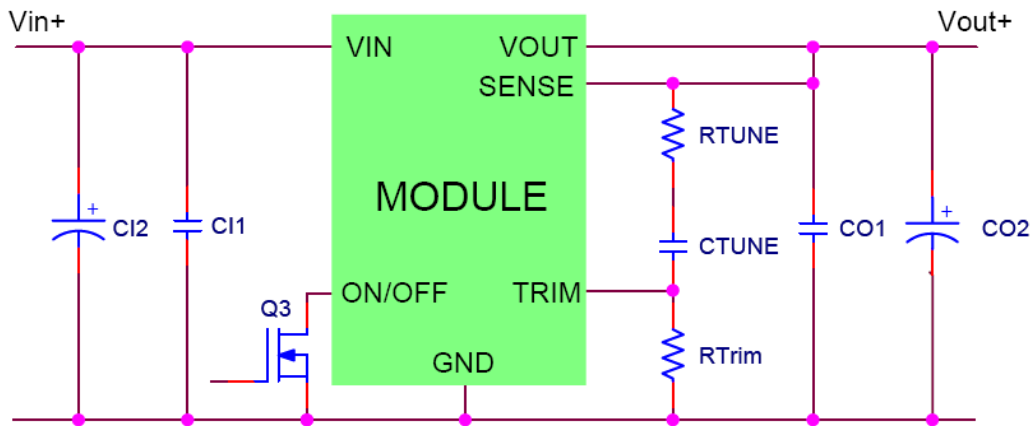 Vin+
Vout+
VIN
VOUT
SENSE
RTUNE
MODULE
+
CI2
CI1
CTUNE
CO1
+
CO2
ON/OFF
TRIM
Q3
RTrim
GND